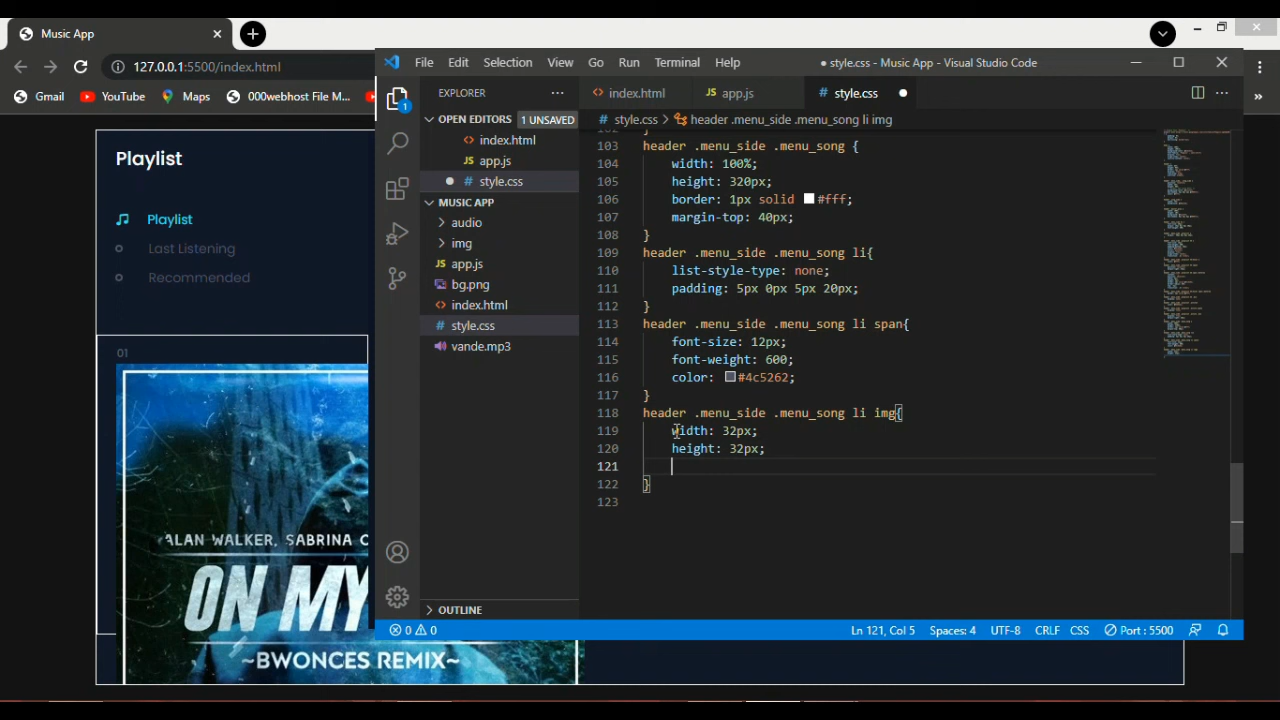 Music App
127.0.0.1:5500/index.html
Gmail YouTube Maps 000webhost File M...
»
Playlist
Playlist
Last Listening
Recommended
01
ALAN WALKER, SABRINA C
ON MY
~BWONCES REMIX~
File Edit Selection View Go Run Terminal Help
● style.css - Music App - Visual Studio Code
EXPLORER
OPEN EDITORS 1 UNSAVED
index.html
JS app.js
# style.css
MUSIC APP
audio
img
JS app.js
bg.png
<> index.html
# style.css
vande.mp3
OUTLINE
1
<> index.html JS app.js # style.css
# style.css > header .menu_side .menu_song li img
103 header .menu_side .menu_song {
104 width: 100%;
105 height: 320px;
106 border: 1px solid #fff;
107 margin-top: 40px;
108 }
109 header .menu_side .menu_song li{
110 list-style-type: none;
111 padding: 5px 0px 5px 20px;
112 }
113 header .menu_side .menu_song li span{
114 font-size: 12px;
115 font-weight: 600;
116 color: #4c5262;
117 }
118 header .menu_side .menu_song li img{
119 width: 32px;
120 height: 32px;
121
122 }
123
0 0 Ln 121, Col 5 Spaces: 4 UTF-8 CRLF CSS Port : 5500